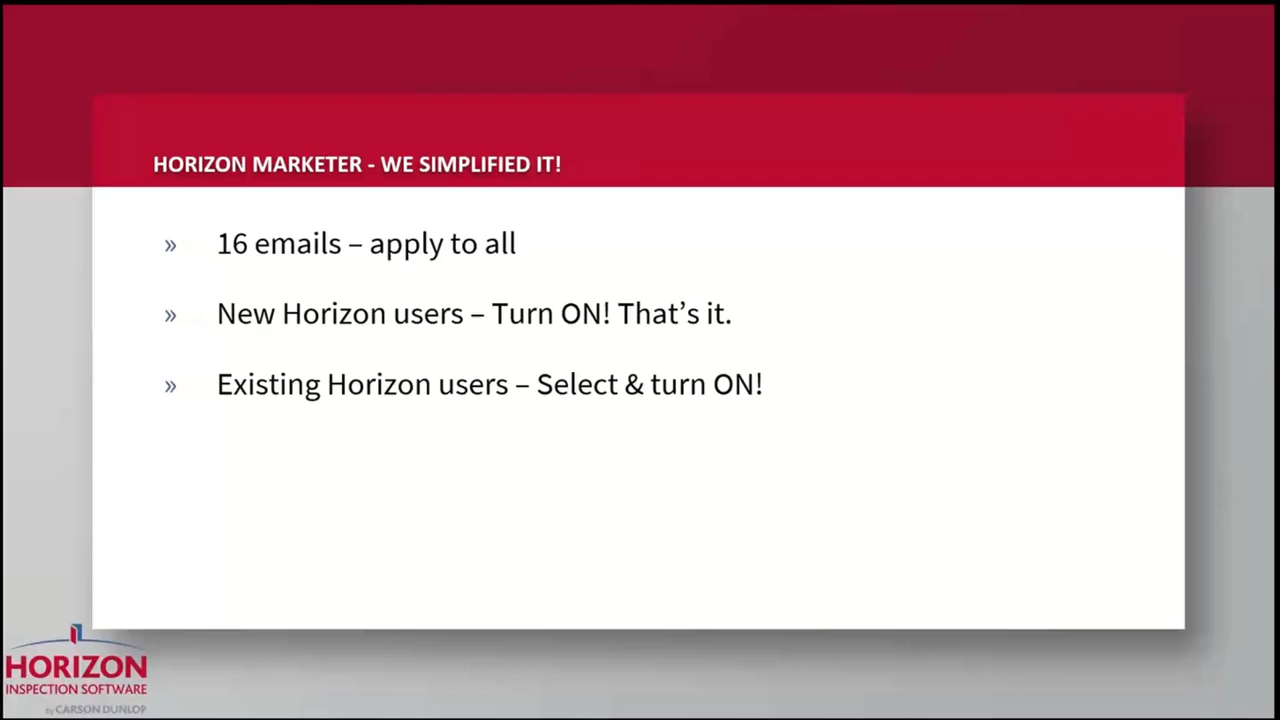 HORIZON MARKETER - WE SIMPLIFIED IT!
» 16 emails – apply to all
» New Horizon users – Turn ON! That’s it.
» Existing Horizon users – Select & turn ON!
HORIZON
INSPECTION SOFTWARE
by CARSON DUNLOP